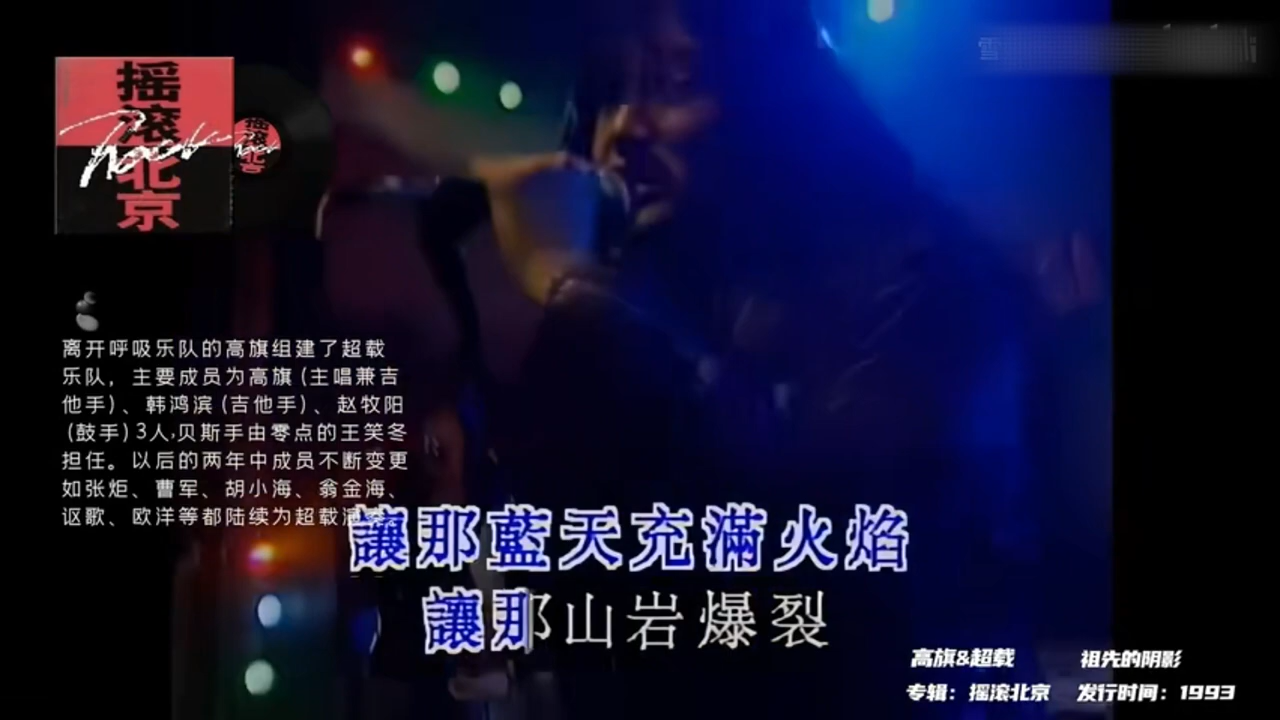 摇滚北京
Rock
摇滚北京
离开呼吸乐队的高旗组建了超载
乐队，主要成员为高旗(主唱兼吉
他手)、韩鸿滨(吉他手)、赵牧阳
(鼓手)3人,贝斯手由零点的王笑冬
担任。以后的两年中成员不断变更
如张炬、曹军、胡小海、翁金海、
讴歌、欧洋等都陆续为超载演
讓那藍天充滿火焰
讓那山岩爆裂
高旗&超载 祖先的阴影
专辑：摇滚北京 发行时间：1993